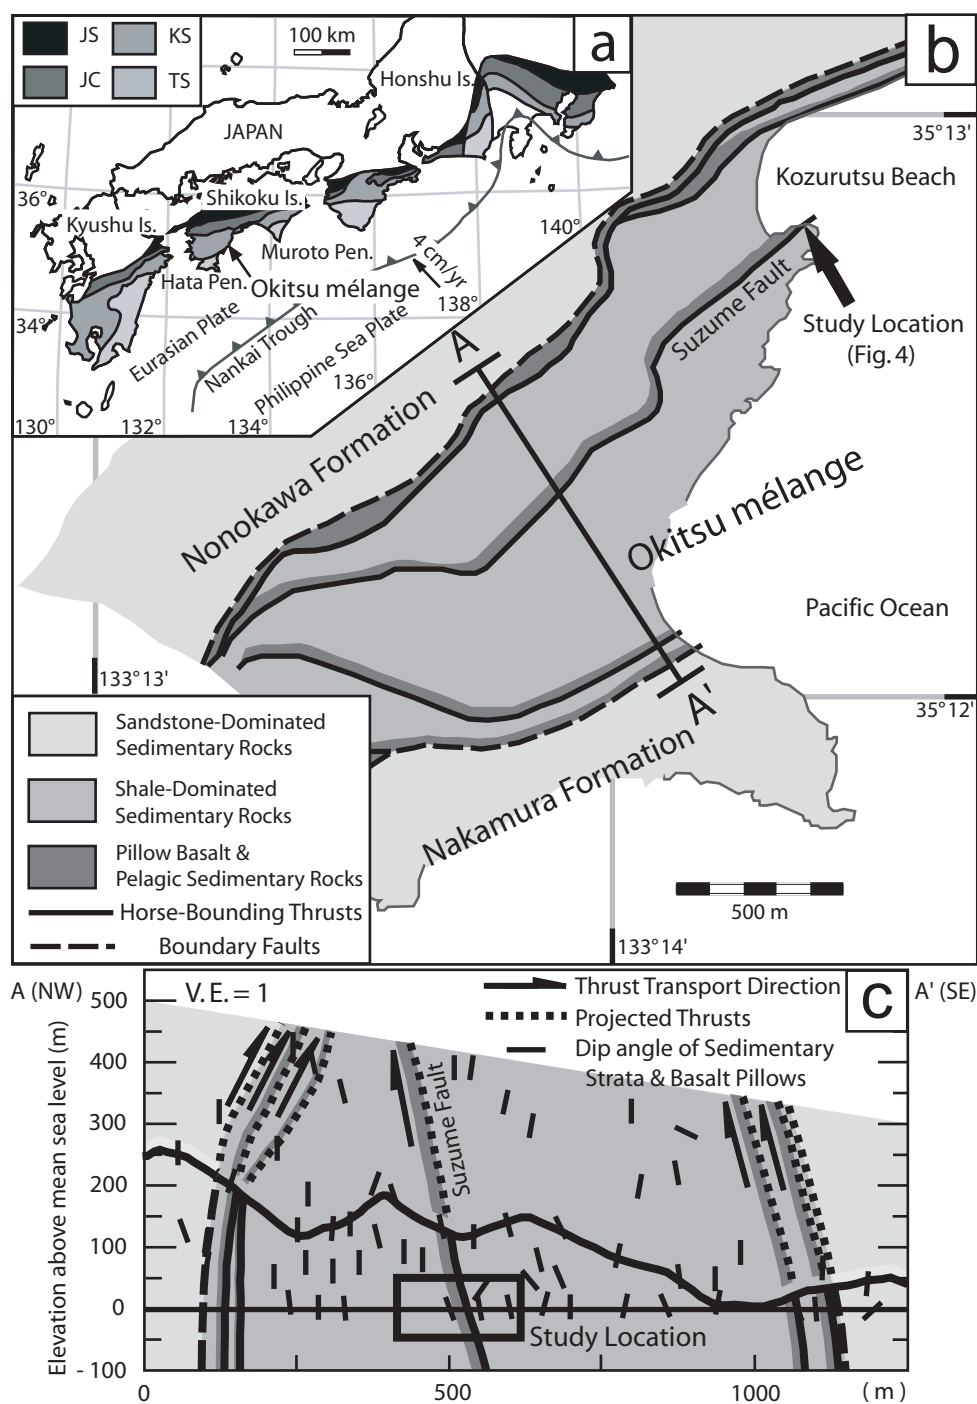 JS
KS
JC
TS
100 km
a
Honshu Is.
JAPAN
36°
Shikoku Is.
Kyushu Is.
140°
Muroto Pen.
Hata Pen.
4 cm/yr
Okitsu mélange
138°
34°
Eurasian Plate
Nankai Trough
Philippine Sea Plate
136°
130°
132°
134°
b
35°13'
Kozurutsu Beach
Suzume Fault
Study Location
(Fig. 4)
A
Nonokawa Formation
Okitsu mélange
Pacific Ocean
133°13'
35°12'
A'
Nakamura Formation
500 m
133°14'
Sandstone-Dominated
Sedimentary Rocks
Shale-Dominated
Sedimentary Rocks
Pillow Basalt &
Pelagic Sedimentary Rocks
Horse-Bounding Thrusts
Boundary Faults
A (NW)
V. E. = 1
Thrust Transport Direction
Projected Thrusts
Dip angle of Sedimentary
Strata & Basalt Pillows
c
A' (SE)
Elevation above mean sea level (m)
500
400
300
200
100
0
- 100
Suzume Fault
Study Location
0
500
1000
( m )